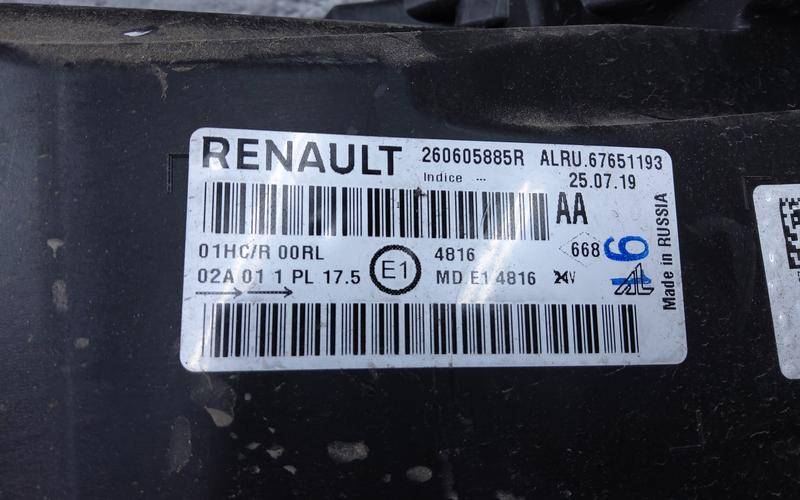 RENAULT 260605885R ALRU.67651193
Indice --- 25.07.19
AA
01HC/R 00RL E1 4816 668
02A 01 1 PL 17.5 MD E1 4816
Made in RUSSIA